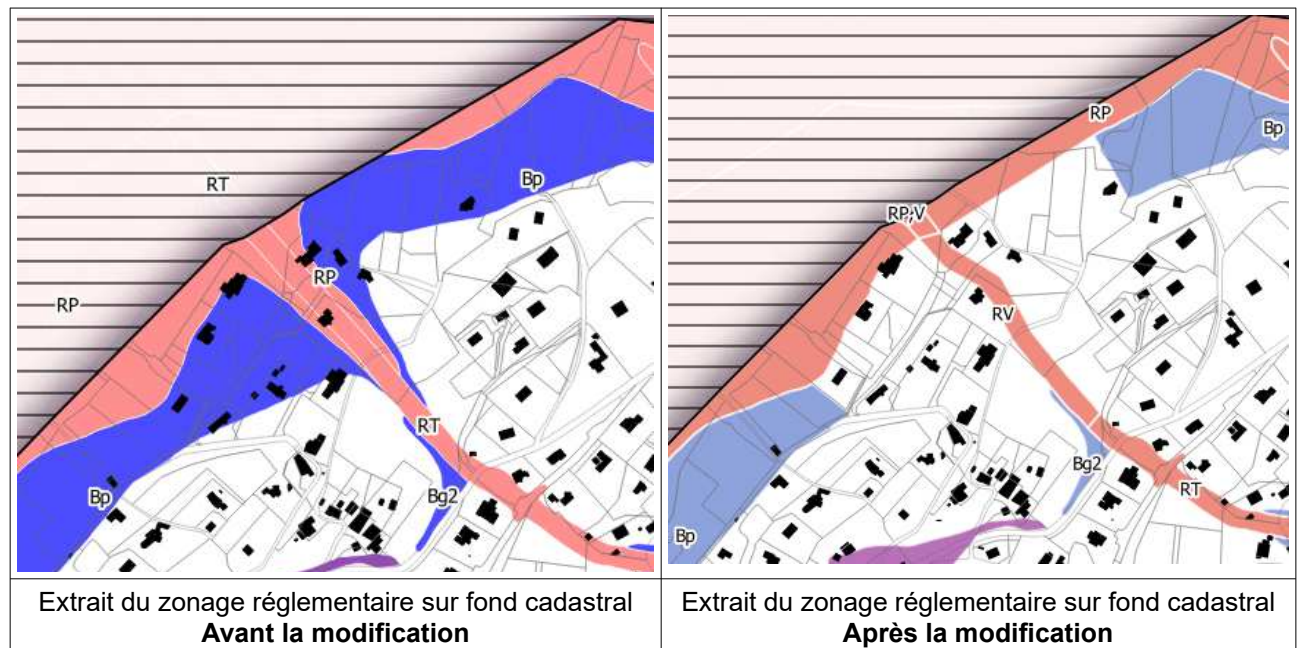 RT
RP
Bp
RP
RT
Bp
Bg2
RP
Bp
RP,V
RV
Bg2
RT
Bp
Extrait du zonage réglementaire sur fond cadastral
Avant la modification
Extrait du zonage réglementaire sur fond cadastral
Après la modification